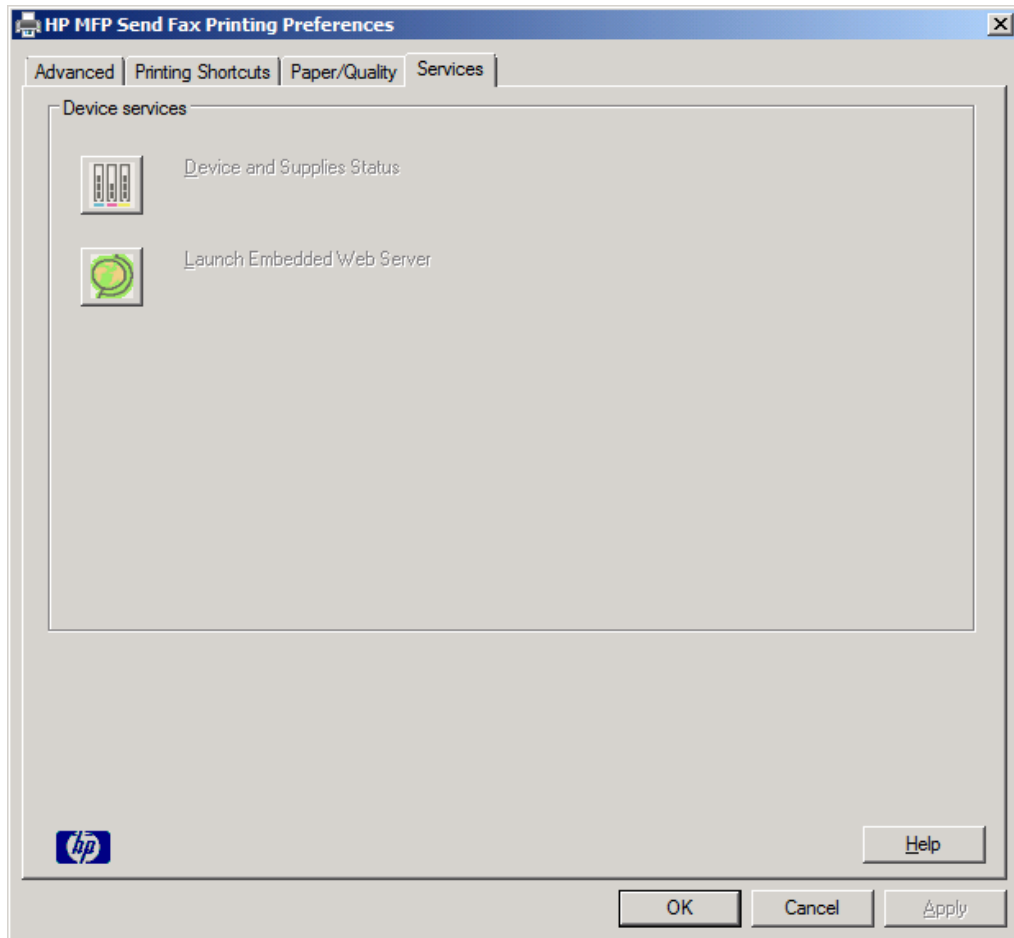 HP MFP Send Fax Printing Preferences
Advanced
Printing Shortcuts
Paper/Quality
Services
Device services
Device and Supplies Status
Launch Embedded Web Server
hp
Help
OK
Cancel
Apply